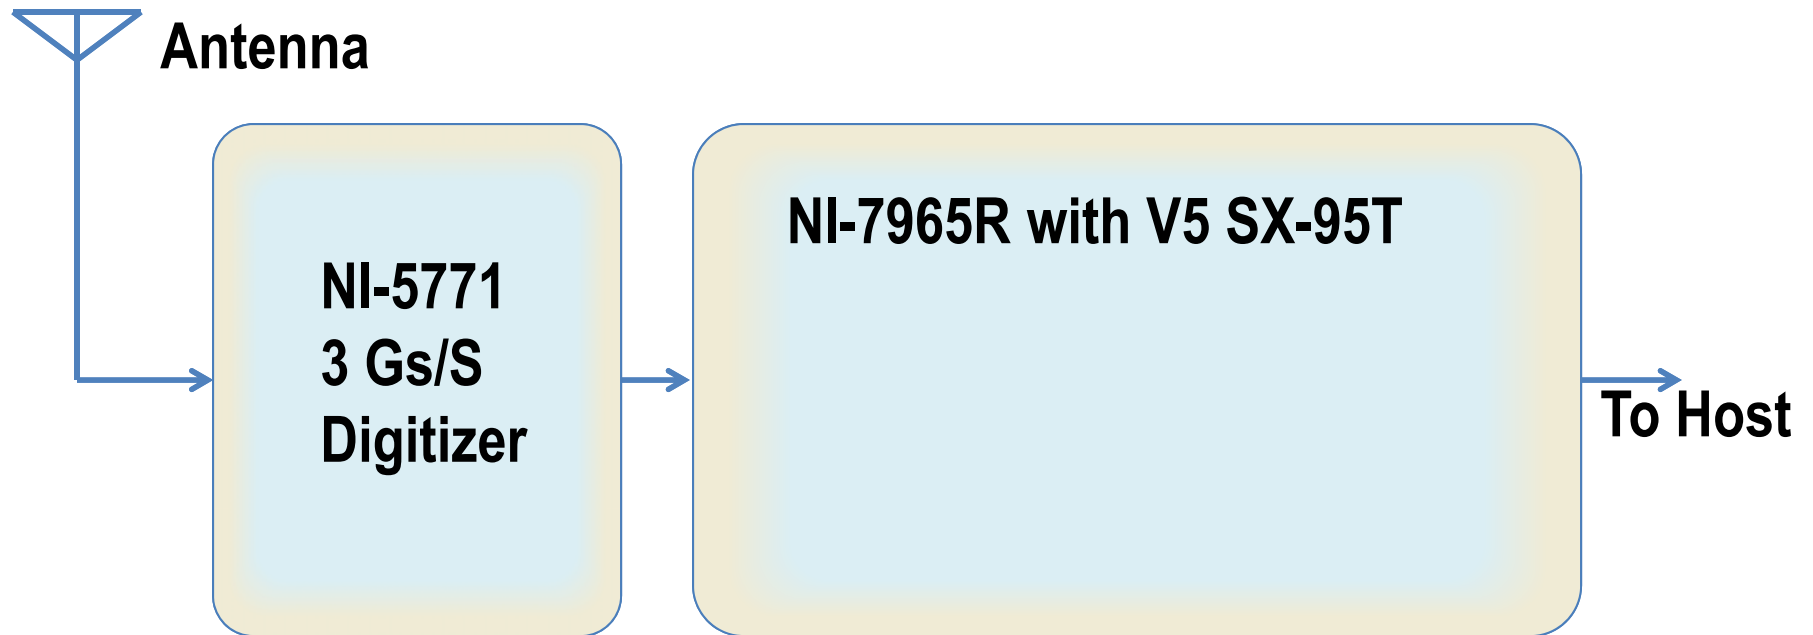 Antenna
NI-5771
3 Gs/S
Digitizer
NI-7965R with V5 SX-95T
To Host